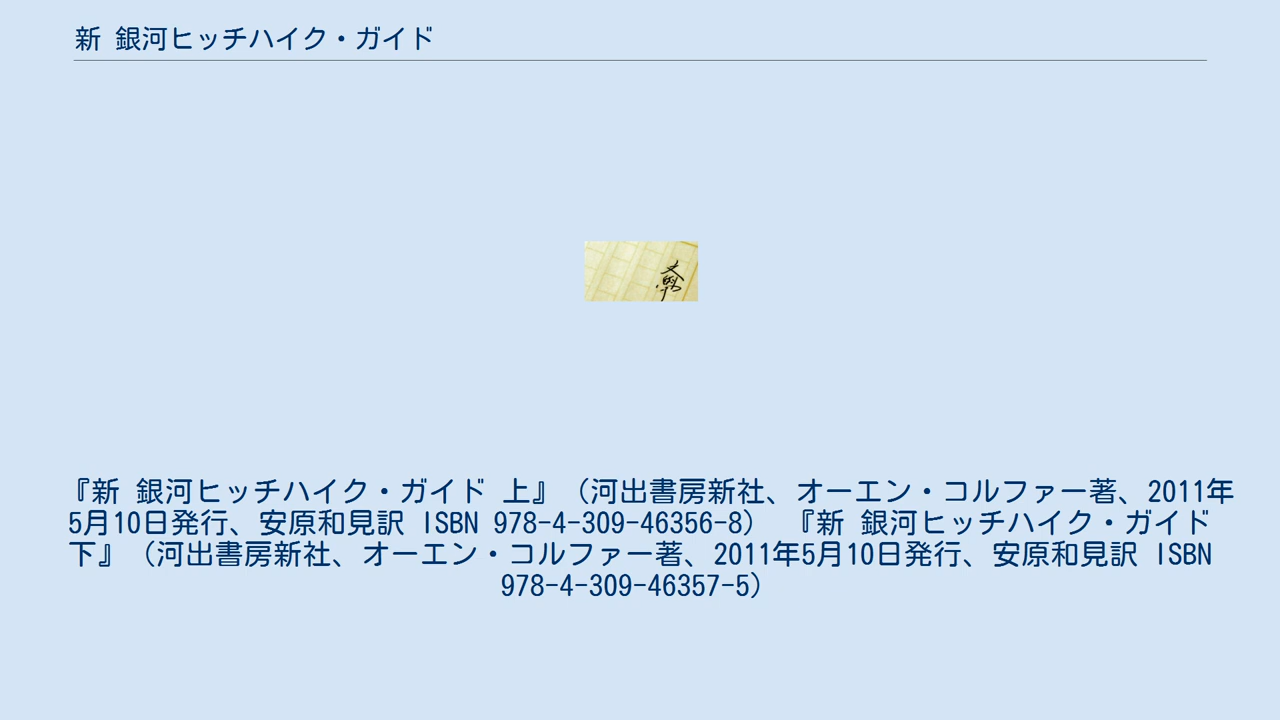 新 銀河ヒッチハイク・ガイド
『新 銀河ヒッチハイク・ガイド 上』（河出書房新社、オーエン・コルファー著、2011年
5月10日発行、安原和見訳 ISBN 978-4-309-46356-8） 『新 銀河ヒッチハイク・ガイド
下』（河出書房新社、オーエン・コルファー著、2011年5月10日発行、安原和見訳 ISBN
978-4-309-46357-5）